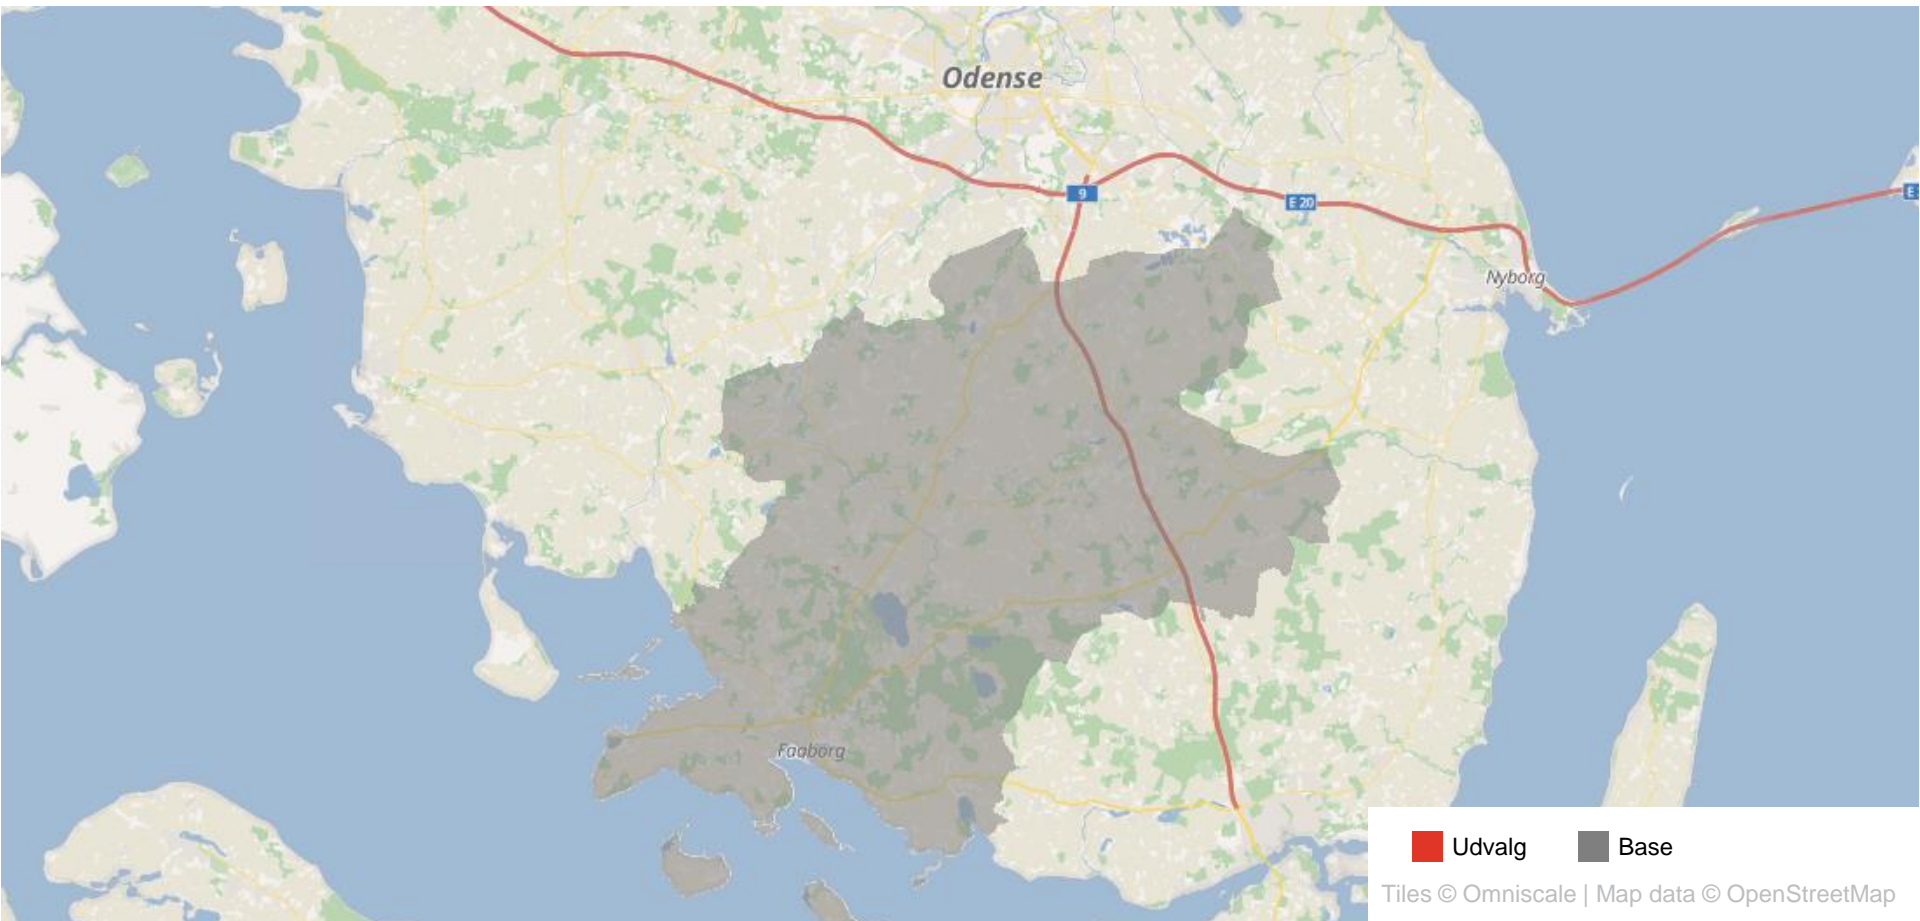 Odense
9
E 20
E
Nyborg
Faaborg
Udvalg
Base
Tiles © Omniscale | Map data © OpenStreetMap